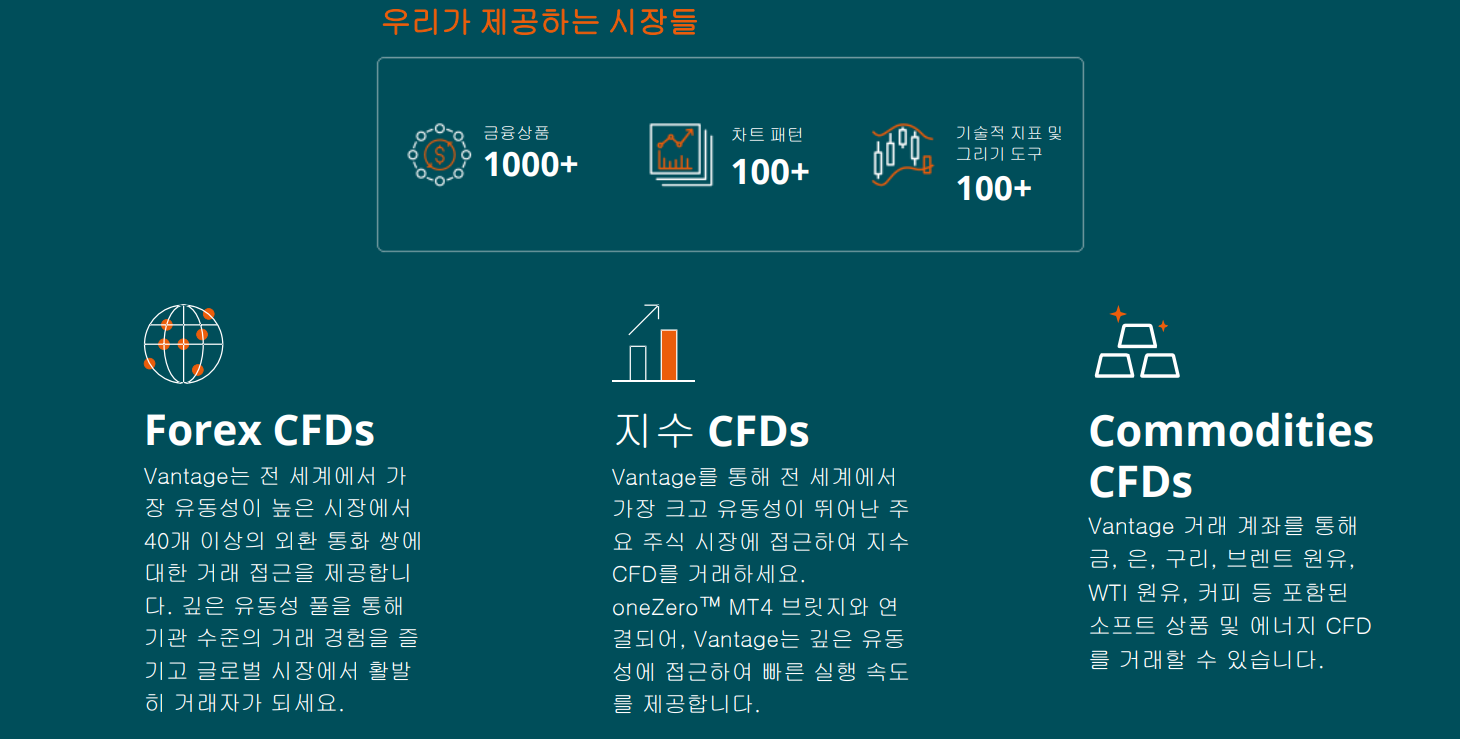 우리가 제공하는 시장들
금융상품
1000+
차트 패턴
100+
기술적 지표 및
그리기 도구
100+
Forex CFDs
Vantage는 전 세계에서 가
장 유동성이 높은 시장에서
40개 이상의 외환 통화 쌍에
대한 거래 접근을 제공합니
다. 깊은 유동성 풀을 통해
기관 수준의 거래 경험을 즐
기고 글로벌 시장에서 활발
히 거래자가 되세요.
지수 CFDs
Vantage를 통해 전 세계에서
가장 크고 유동성이 뛰어난 주
요 주식 시장에 접근하여 지수
CFD를 거래하세요.
oneZero™ MT4 브릿지와 연
결되어, Vantage는 깊은 유동
성에 접근하여 빠른 실행 속도
를 제공합니다.
Commodities
CFDs
Vantage 거래 계좌를 통해
금, 은, 구리, 브렌트 원유,
WTI 원유, 커피 등 포함된
소프트 상품 및 에너지 CFD
를 거래할 수 있습니다.